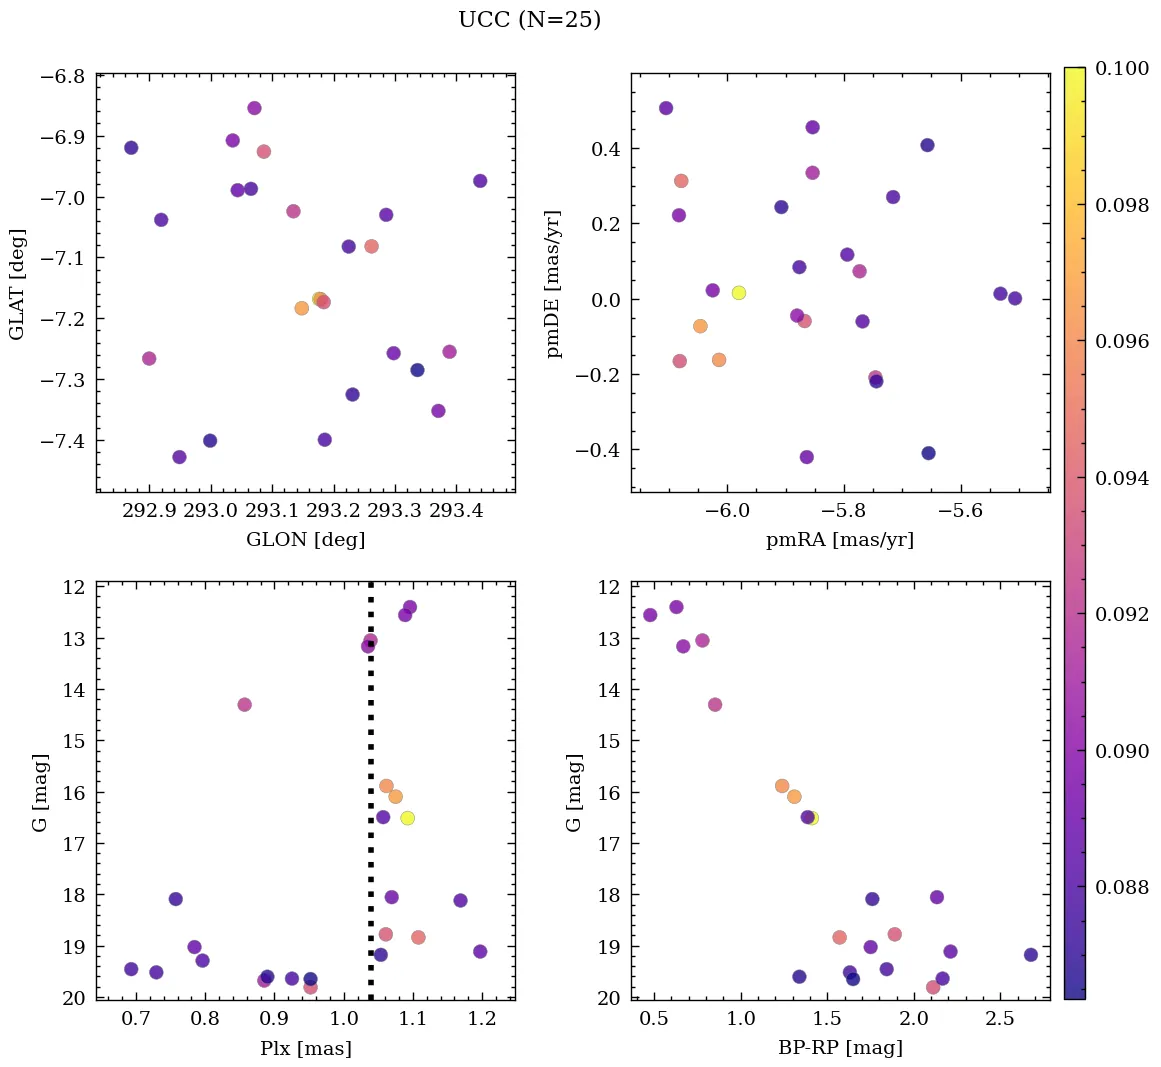 UCC (N=25)
−6.8
−6.9
−7.0
−7.1
−7.2
−7.3
−7.4
GLAT [deg]
292.9 293.0 293.1 293.2 293.3 293.4
GLON [deg]
0.4
0.2
0.0
−0.2
−0.4
pmDE [mas/yr]
−6.0 −5.8 −5.6
pmRA [mas/yr]
12
13
14
15
16
17
18
19
20
G [mag]
0.7 0.8 0.9 1.0 1.1 1.2
Plx [mas]
12
13
14
15
16
17
18
19
20
G [mag]
0.5 1.0 1.5 2.0 2.5
BP-RP [mag]
0.100
0.098
0.096
0.094
0.092
0.090
0.088